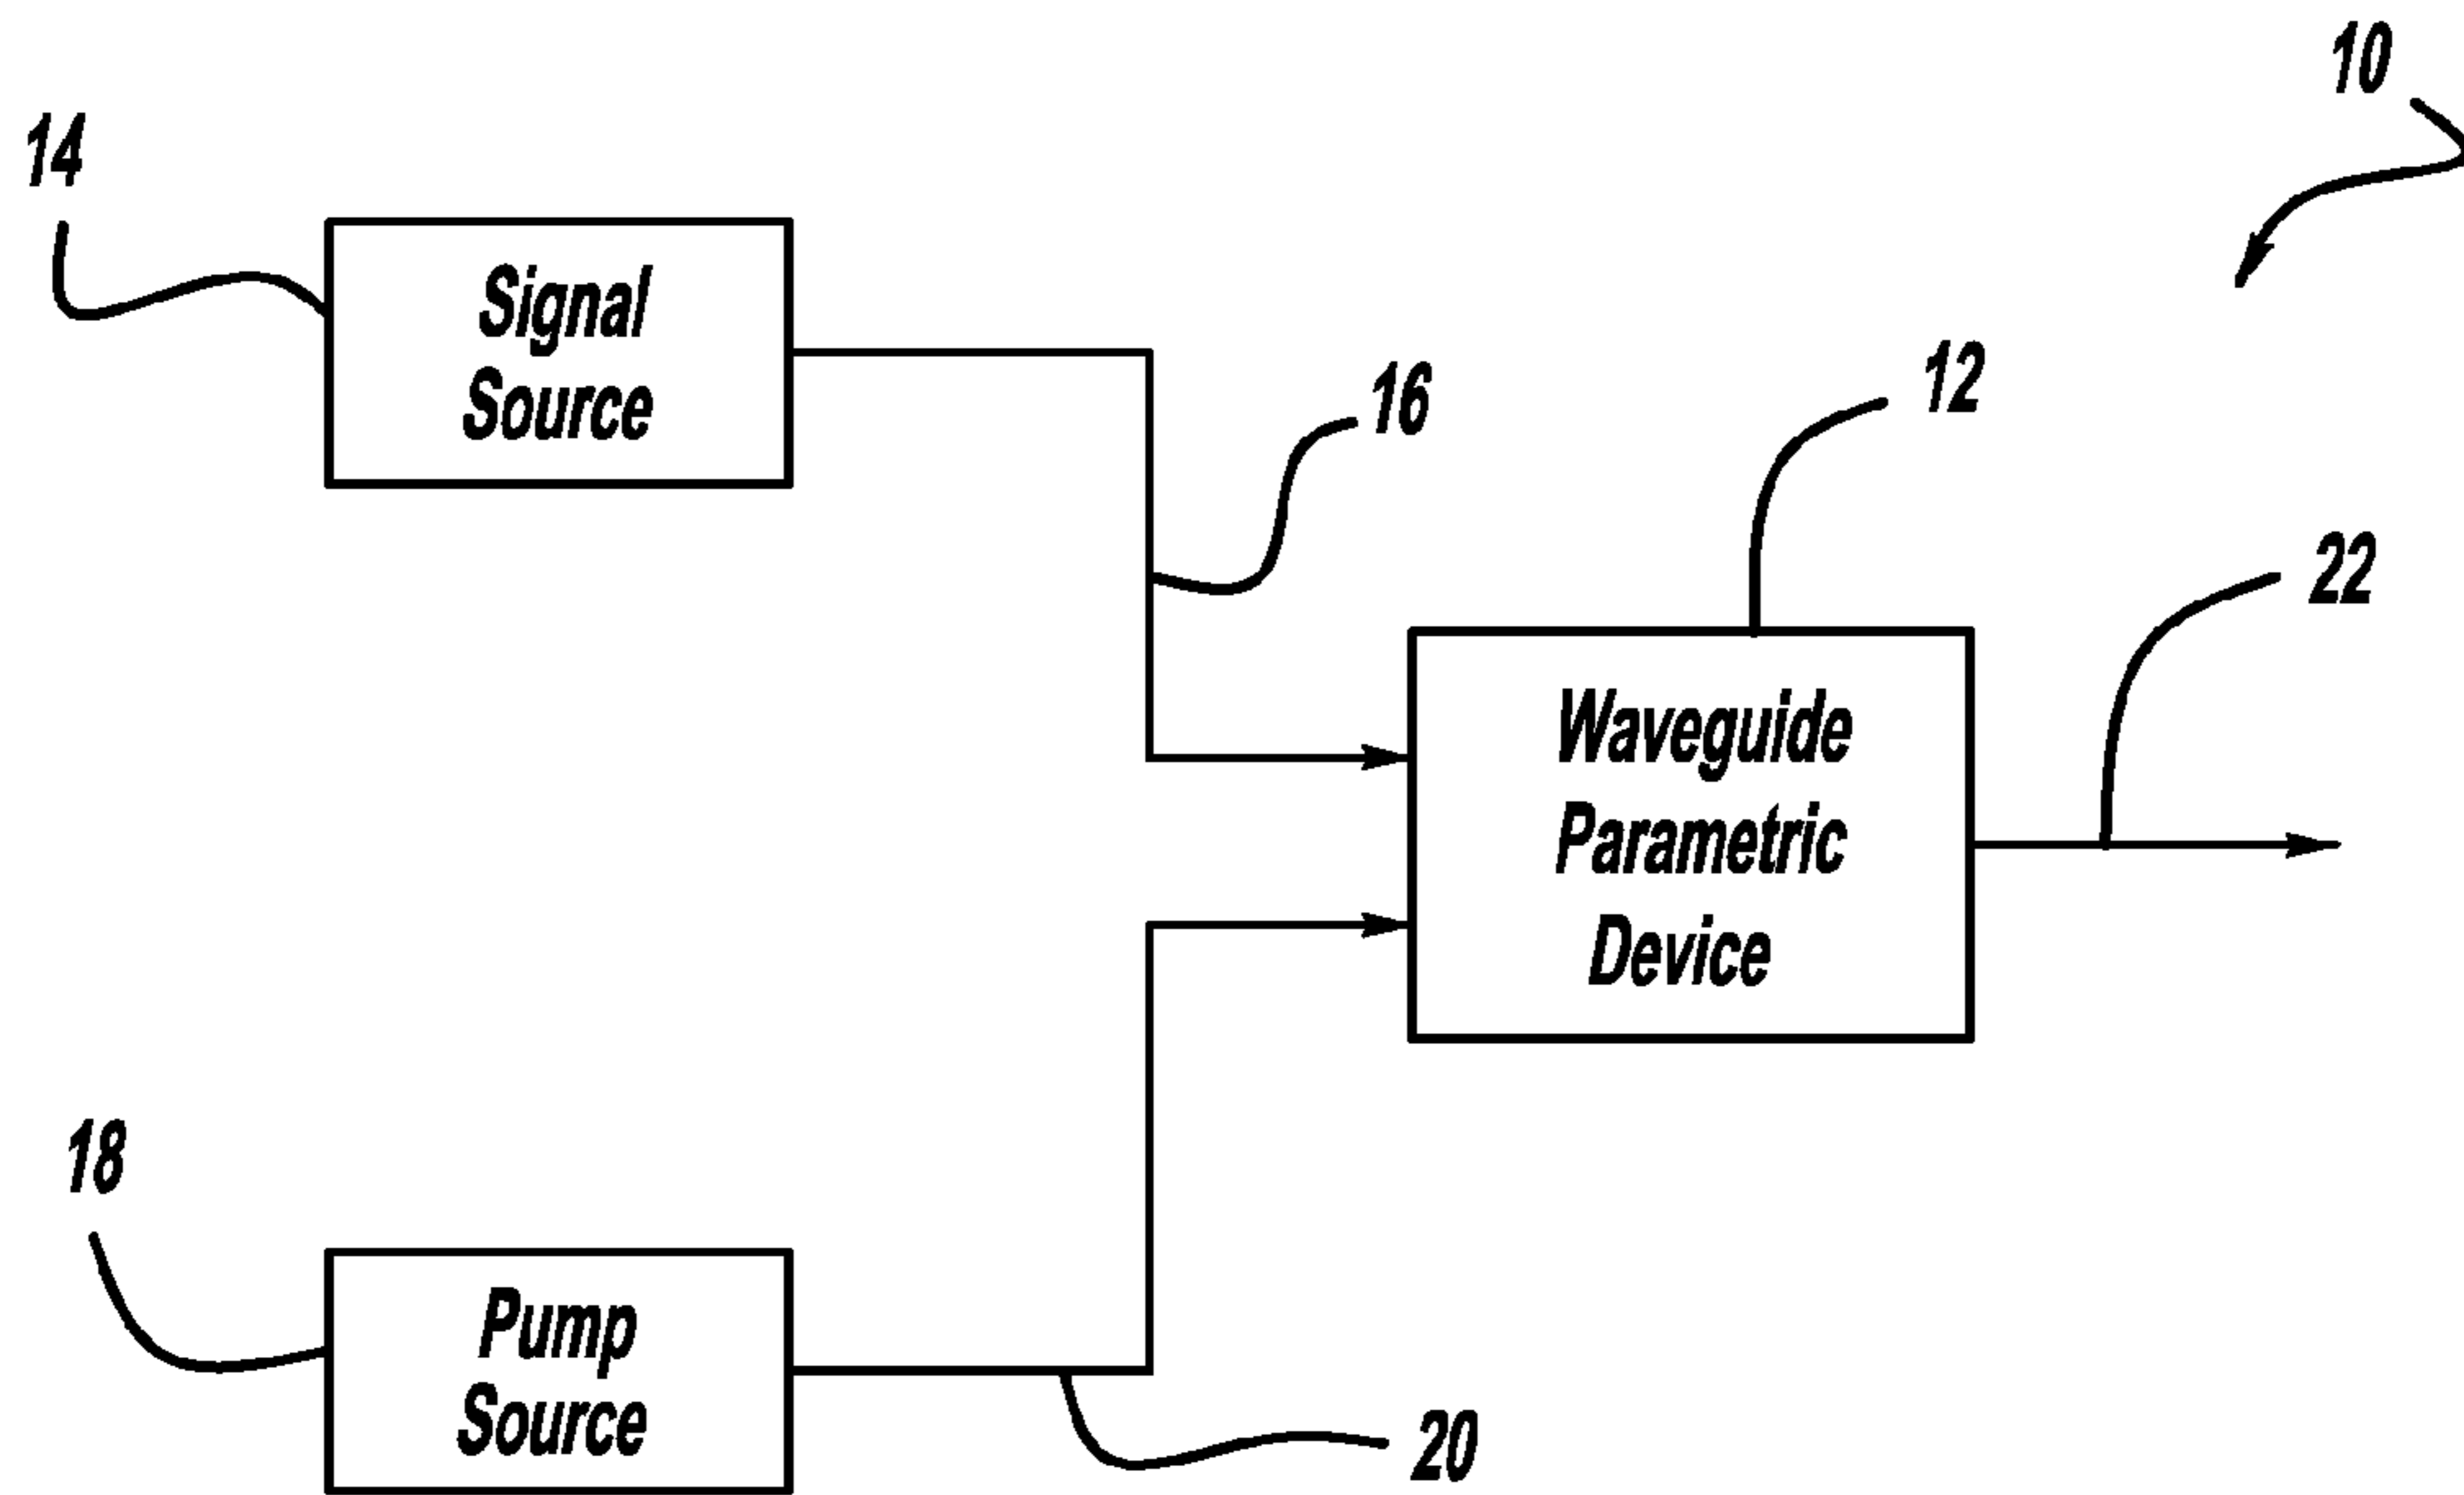 10
14
Signal
Source
16
12
22
Waveguide
Parametric
Device
18
Pump
Source
20